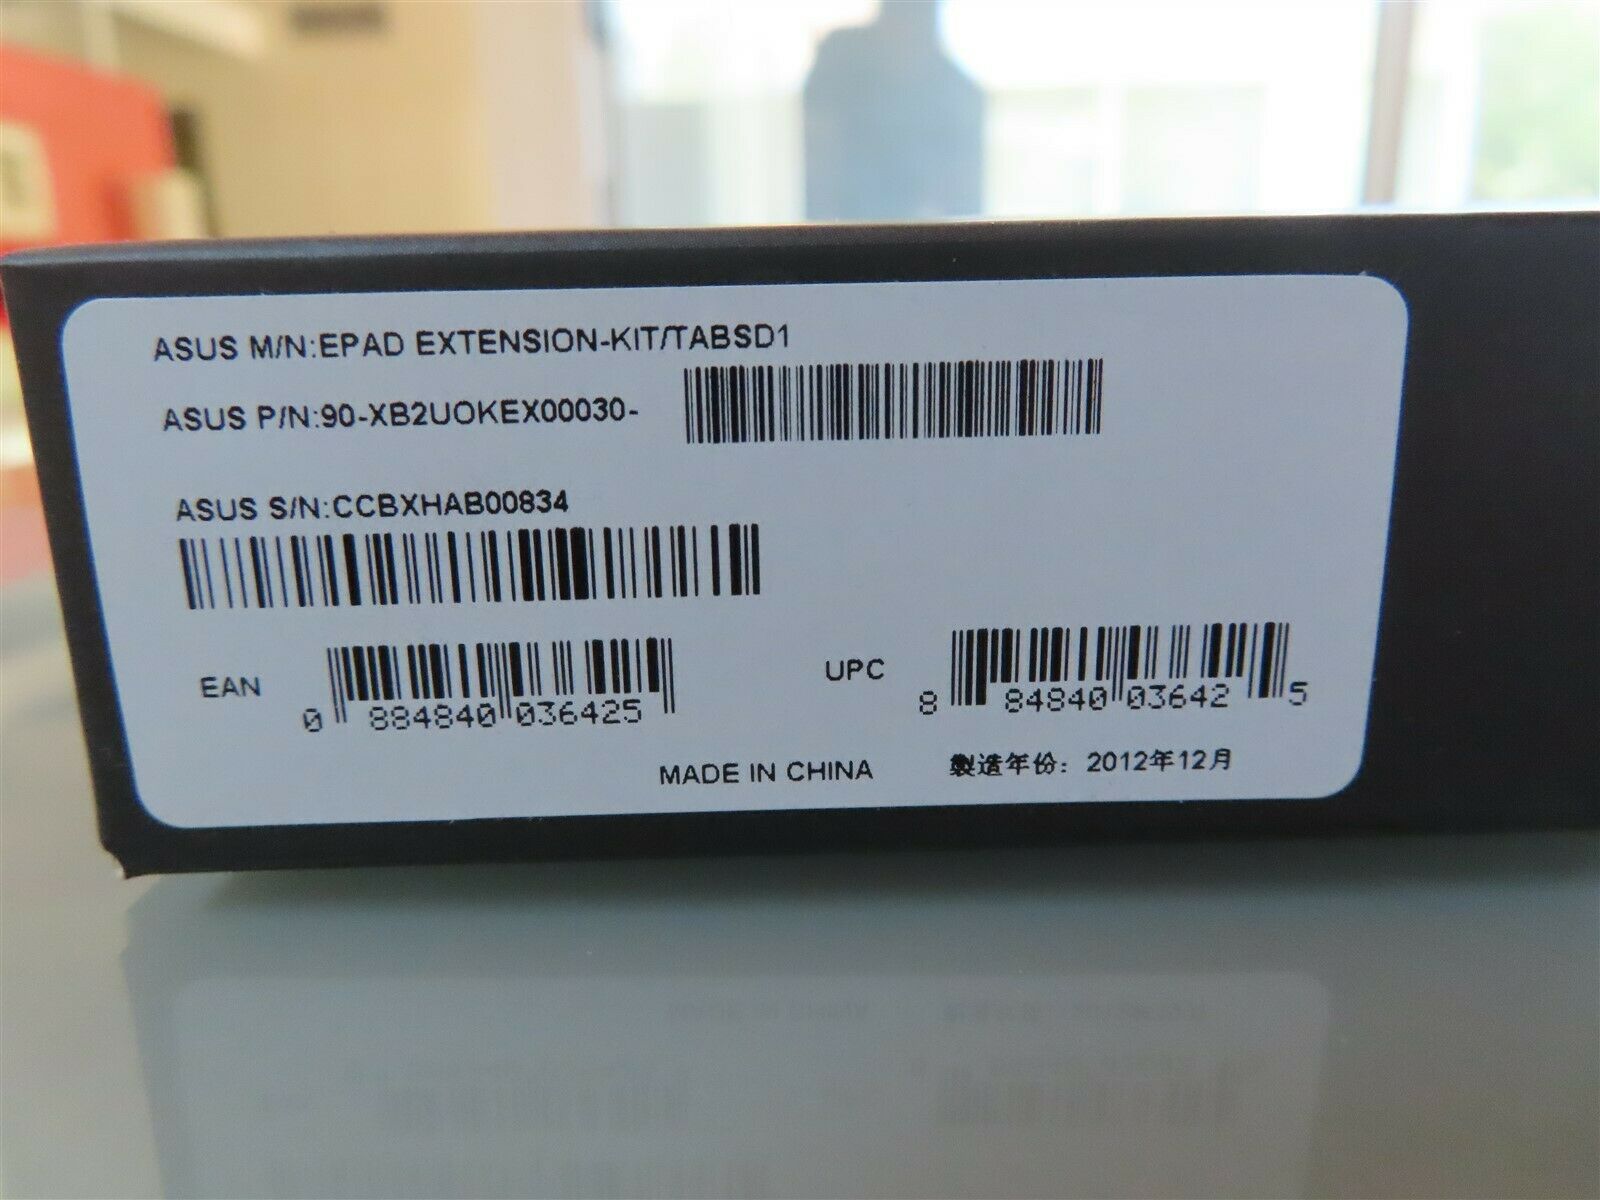 ASUS M/N:EPAD EXTENSION-KIT/TABSD1
ASUS P/N:90-XB2UOKEX00030-
ASUS S/N:CCBXHAB00834
EAN
0 884840 036425
UPC
8 84840 03642 5
MADE IN CHINA
製造年份: 2012年12月